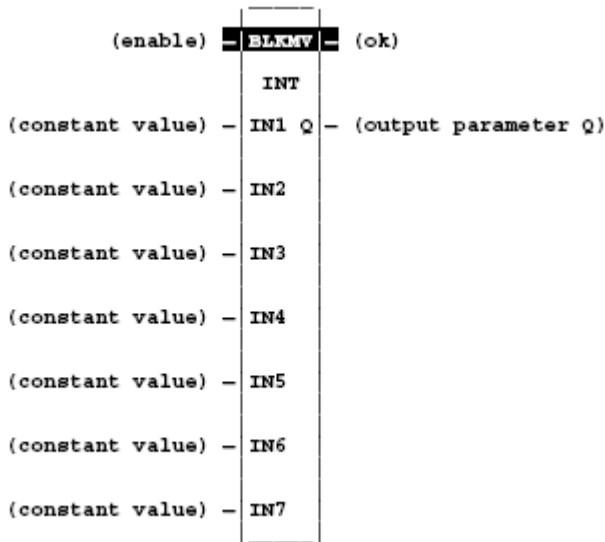 (enable) BLKMV (ok)
INT
(constant value) IN1 Q (output parameter Q)
(constant value) IN2
(constant value) IN3
(constant value) IN4
(constant value) IN5
(constant value) IN6
(constant value) IN7